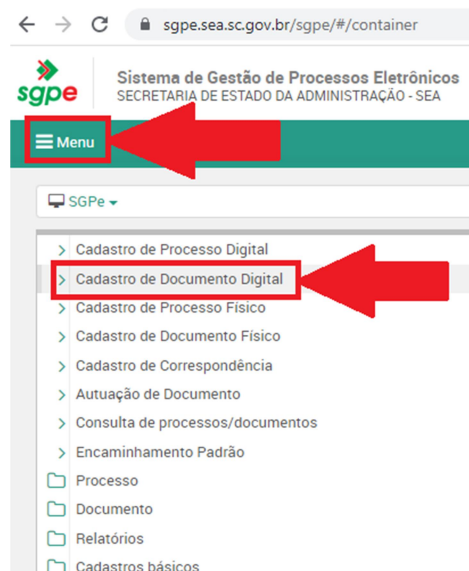 sgpe.sea.sc.gov.br/sgpe/#/container
sgpe
Sistema de Gestão de Processos Eletrônicos
SECRETARIA DE ESTADO DA ADMINISTRAÇÃO - SEA
Menu
SGPe
Cadastro de Processo Digital
Cadastro de Documento Digital
Cadastro de Processo Físico
Cadastro de Documento Físico
Cadastro de Correspondência
Autuação de Documento
Consulta de processos/documentos
Encaminhamento Padrão
Processo
Documento
Relatórios
Cadastros básicos